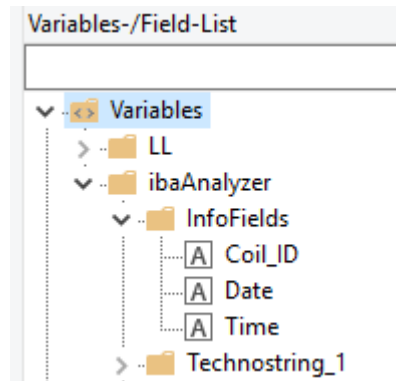 Variables-/Field-List
Variables
LL
ibaAnalyzer
InfoFields
A Coil_ID
A Date
A Time
Technostring_1